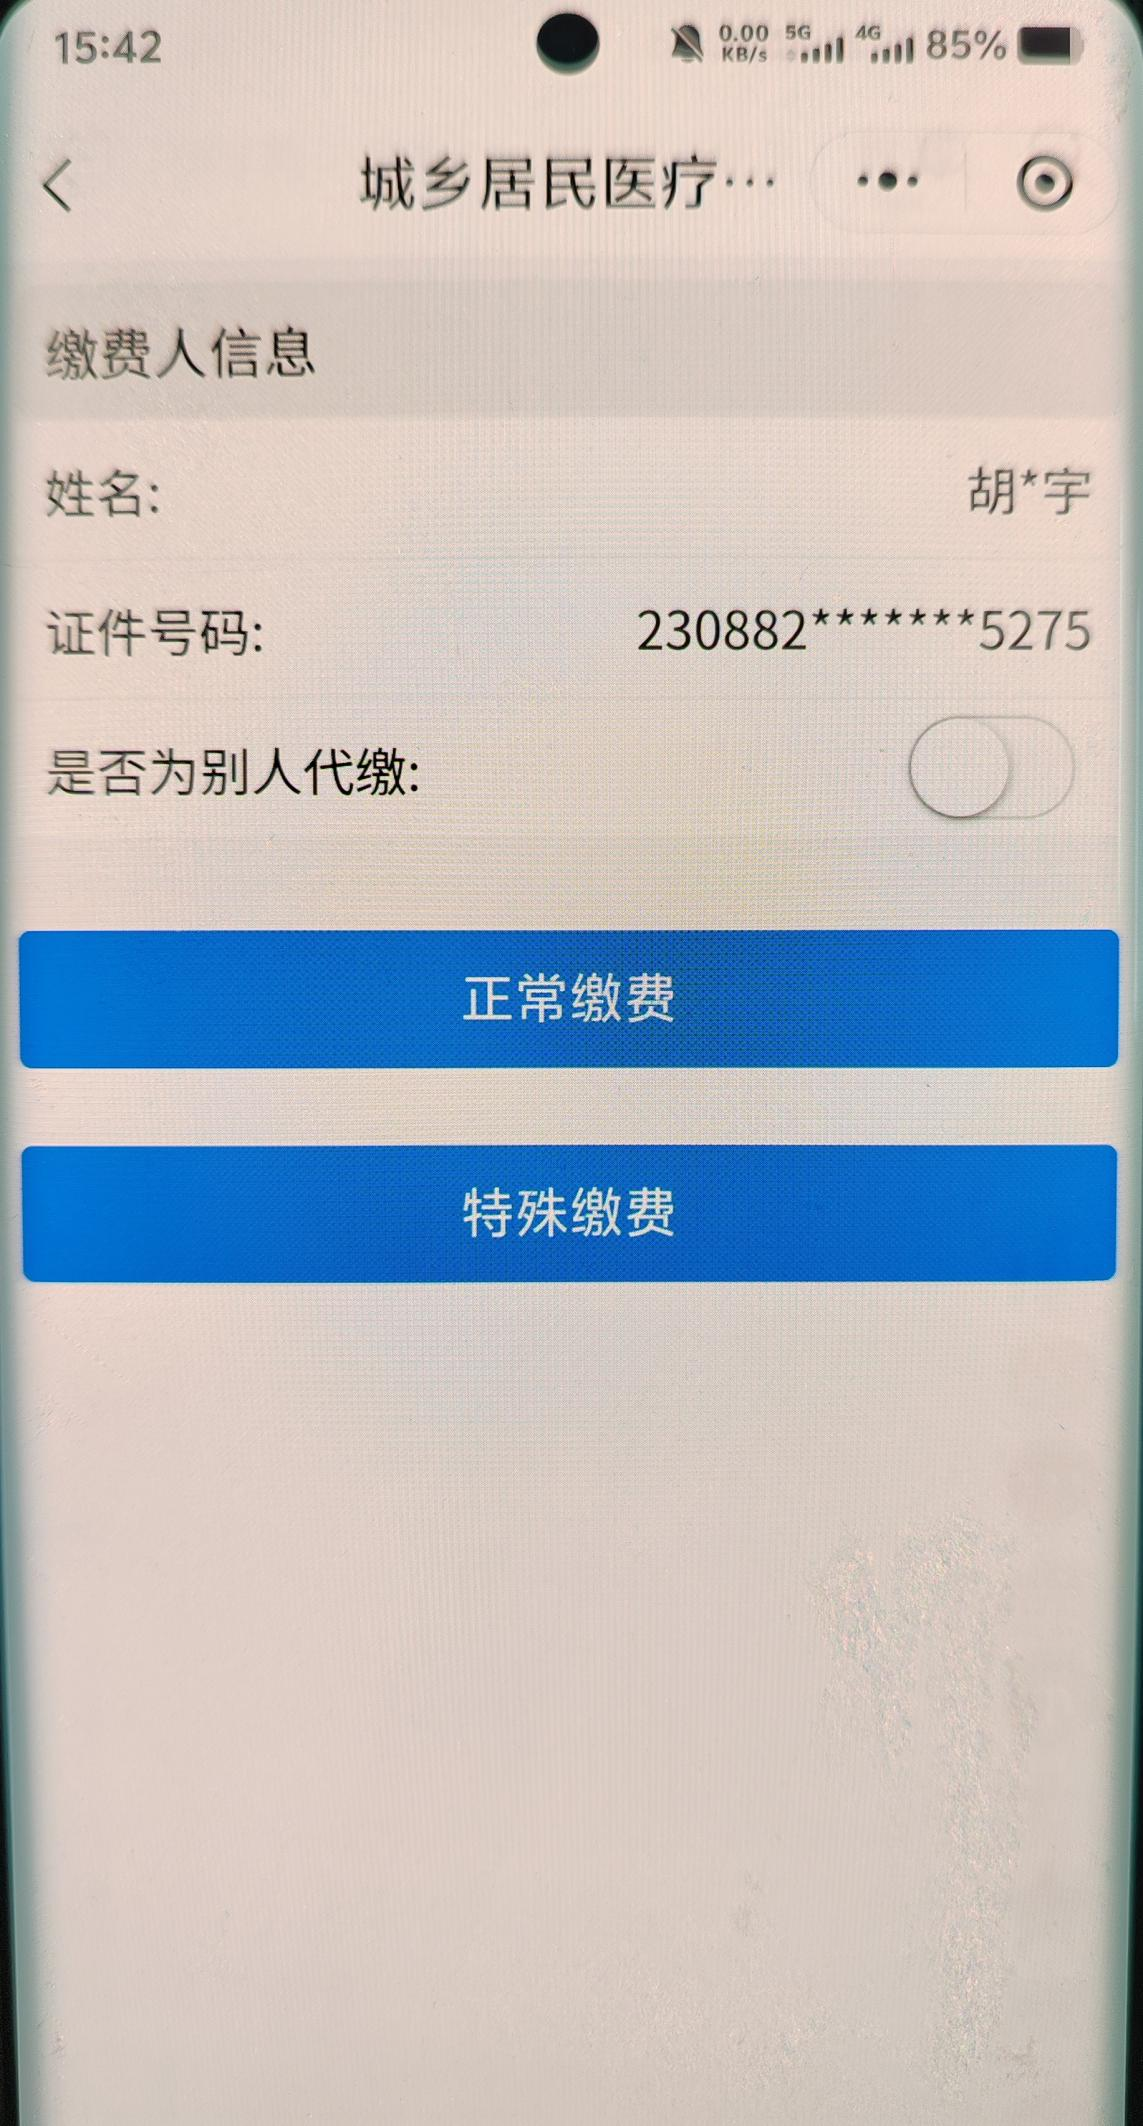 15:42
0.00 KB/s 5G 4G 85%
城乡居民医疗…
缴费人信息
姓名: 胡*宇
证件号码: 230882*******5275
是否为别人代缴:
正常缴费
特殊缴费